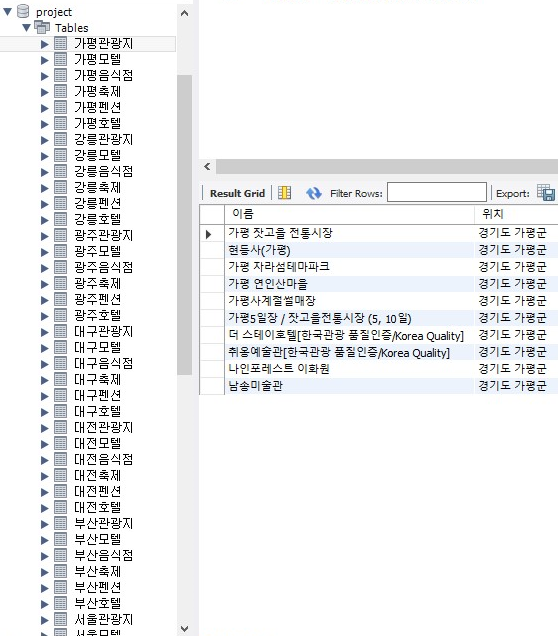 project
Tables
가평관광지
가평모텔
가평음식점
가평축제
가평펜션
가평호텔
강릉관광지
강릉모텔
강릉음식점
강릉축제
강릉펜션
강릉호텔
광주관광지
광주모텔
광주음식점
광주축제
광주펜션
광주호텔
대구관광지
대구모텔
대구음식점
대구축제
대구펜션
대구호텔
대전관광지
대전모텔
대전음식점
대전축제
대전펜션
대전호텔
부산관광지
부산모텔
부산음식점
부산축제
부산펜션
부산호텔
서울관광지
서울모텔
Result Grid Filter Rows: Export:
이름 위치
가평 잣고을 전통시장 경기도 가평군
현등사(가평) 경기도 가평군
가평 자라섬테마파크 경기도 가평군
가평 연인산마을 경기도 가평군
가평사계절썰매장 경기도 가평군
가평5일장 / 잣고을전통시장 (5, 10일) 경기도 가평군
더 스테이호텔[한국관광 품질인증/Korea Quality] 경기도 가평군
취옹예술관[한국관광 품질인증/Korea Quality] 경기도 가평군
나인포레스트 이화원 경기도 가평군
남송미술관 경기도 가평군